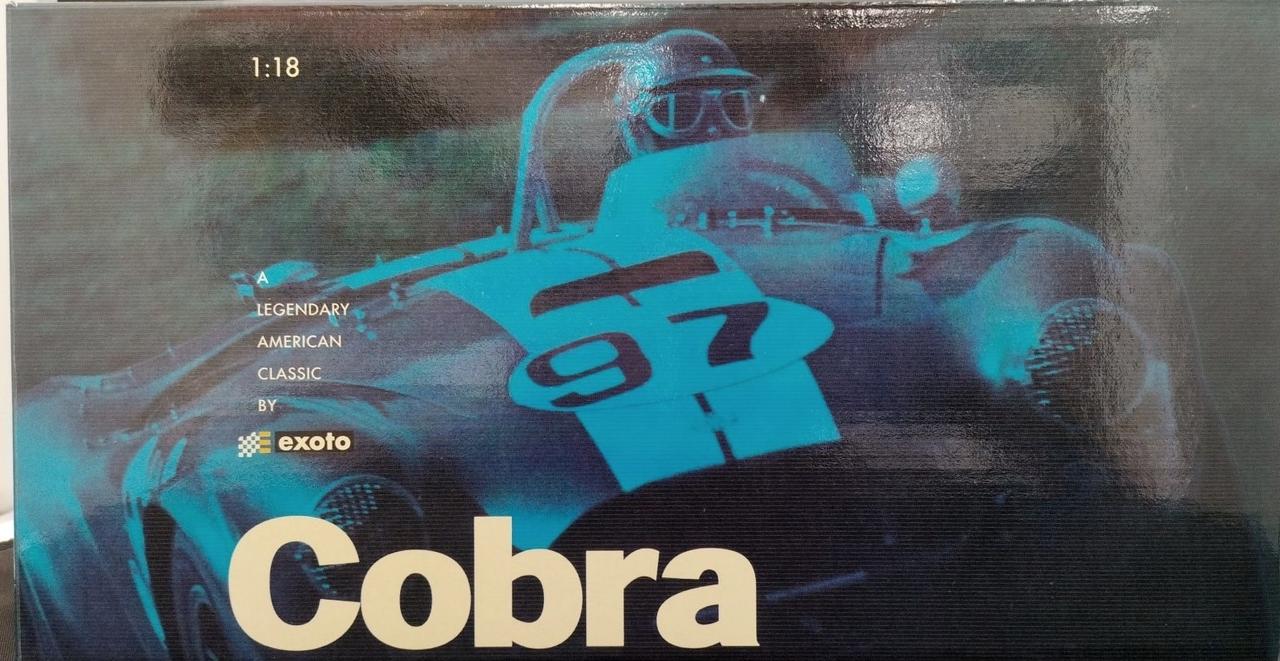 1:18
A
LEGENDARY
AMERICAN
CLASSIC
BY
exoto
97
Cobra